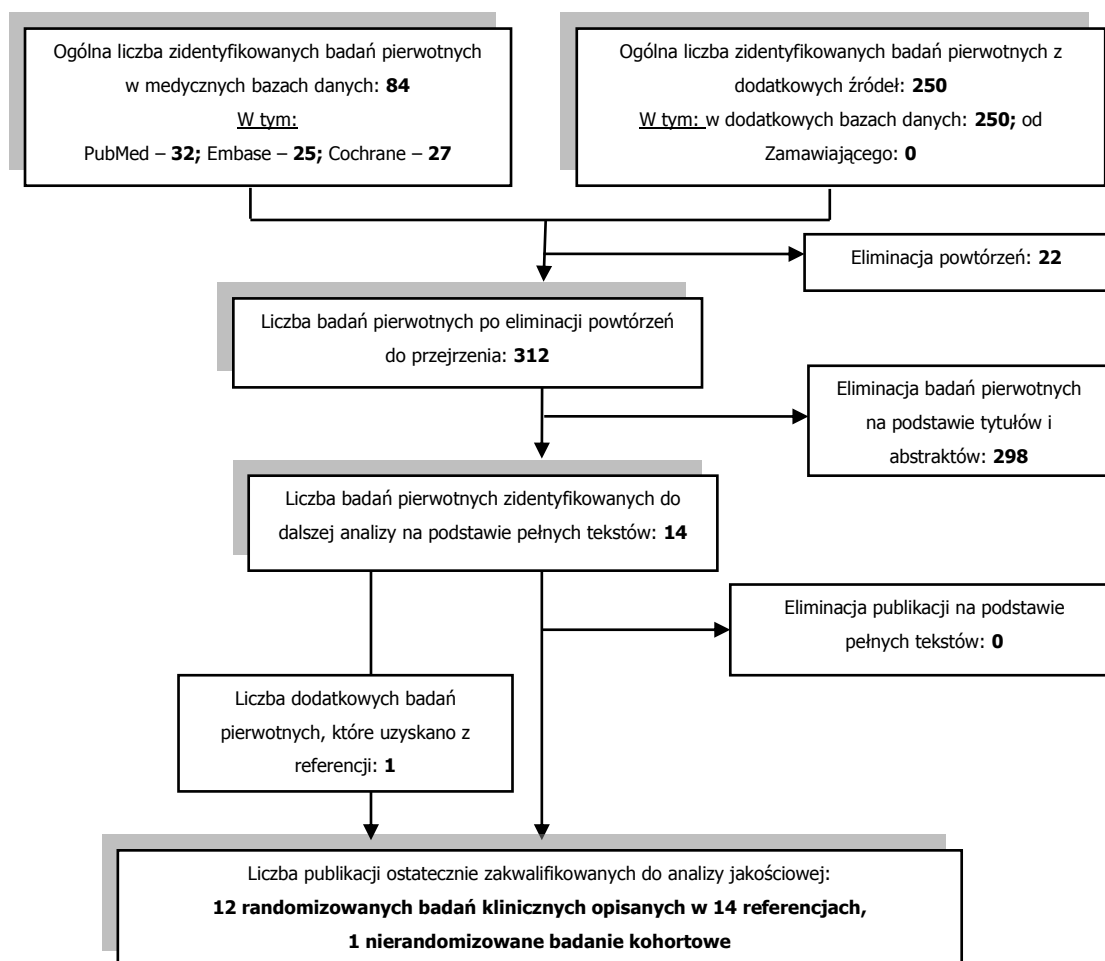 Ogólna liczba zidentyfikowanych badań pierwotnych
w medycznych bazach danych: 84
W tym:
PubMed – 32; Embase – 25; Cochrane – 27
Ogólna liczba zidentyfikowanych badań pierwotnych z
dodatkowych źródeł: 250
W tym: w dodatkowych bazach danych: 250; od
Zamawiającego: 0
Eliminacja powtórzeń: 22
Liczba badań pierwotnych po eliminacji powtórzeń
do przejrzenia: 312
Eliminacja badań pierwotnych
na podstawie tytułów i
abstraktów: 298
Liczba badań pierwotnych zidentyfikowanych do
dalszej analizy na podstawie pełnych tekstów: 14
Eliminacja publikacji na podstawie
pełnych tekstów: 0
Liczba dodatkowych badań
pierwotnych, które uzyskano z
referencji: 1
Liczba publikacji ostatecznie zakwalifikowanych do analizy jakościowej:
12 randomizowanych badań klinicznych opisanych w 14 referencjach,
1 nierandomizowane badanie kohortowe